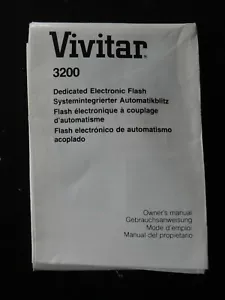 Vivitar®
3200
Dedicated Electronic Flash
Systemintegrierter Automatikblitz
Flash électronique à couplage
d'automatisme
Flash electrónico de automatismo
acoplado
Owner's manual
Gebrauchsanweisung
Mode d'emploi
Manual del propietario